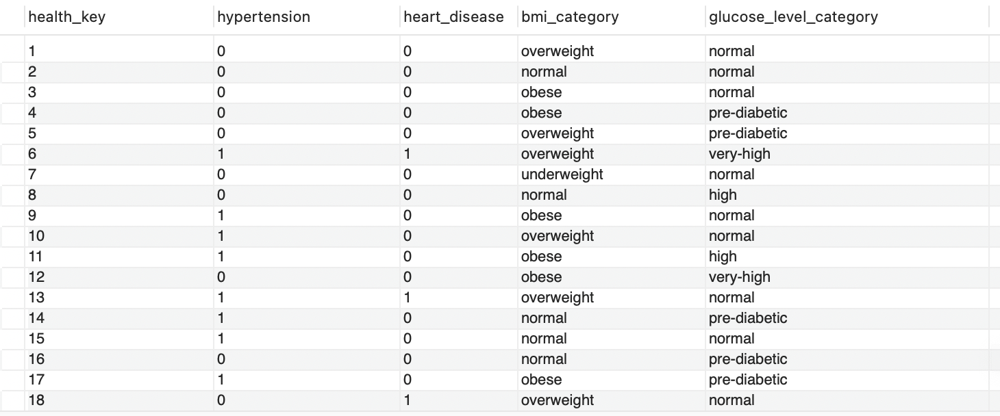 health_key hypertension heart_disease bmi_category glucose_level_category
1 0 0 overweight normal
2 0 0 normal normal
3 0 0 obese normal
4 0 0 obese pre-diabetic
5 0 0 overweight pre-diabetic
6 1 1 overweight very-high
7 0 0 underweight normal
8 0 0 normal high
9 1 0 obese normal
10 1 0 overweight normal
11 1 0 obese high
12 0 0 obese very-high
13 1 1 overweight normal
14 1 0 normal pre-diabetic
15 1 0 normal normal
16 0 0 normal pre-diabetic
17 1 0 obese pre-diabetic
18 0 1 overweight normal